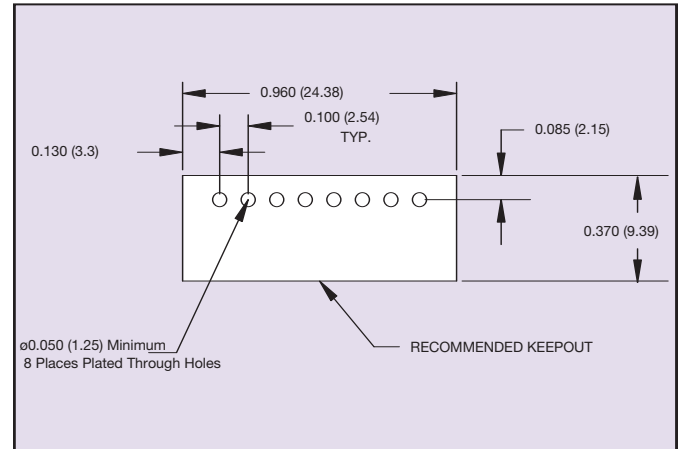 0.960 (24.38)
0.100 (2.54)
TYP.
0.085 (2.15)
0.130 (3.3)
0.370 (9.39)
ø0.050 (1.25) Minimum
8 Places Plated Through Holes
RECOMMENDED KEEPOUT